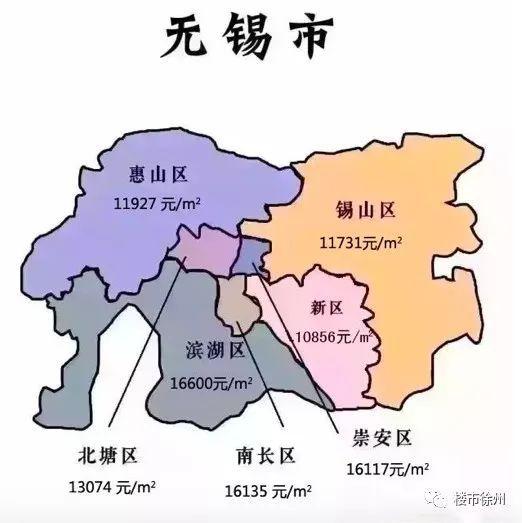 无锡市
惠山区
11927 元/m²
锡山区
11731元/m²
新区
10856元/m²
滨湖区
16600元/m²
崇安区
16117元/m²
北塘区
13074 元/m²
南长区
16135 元/m²
楼市徐州